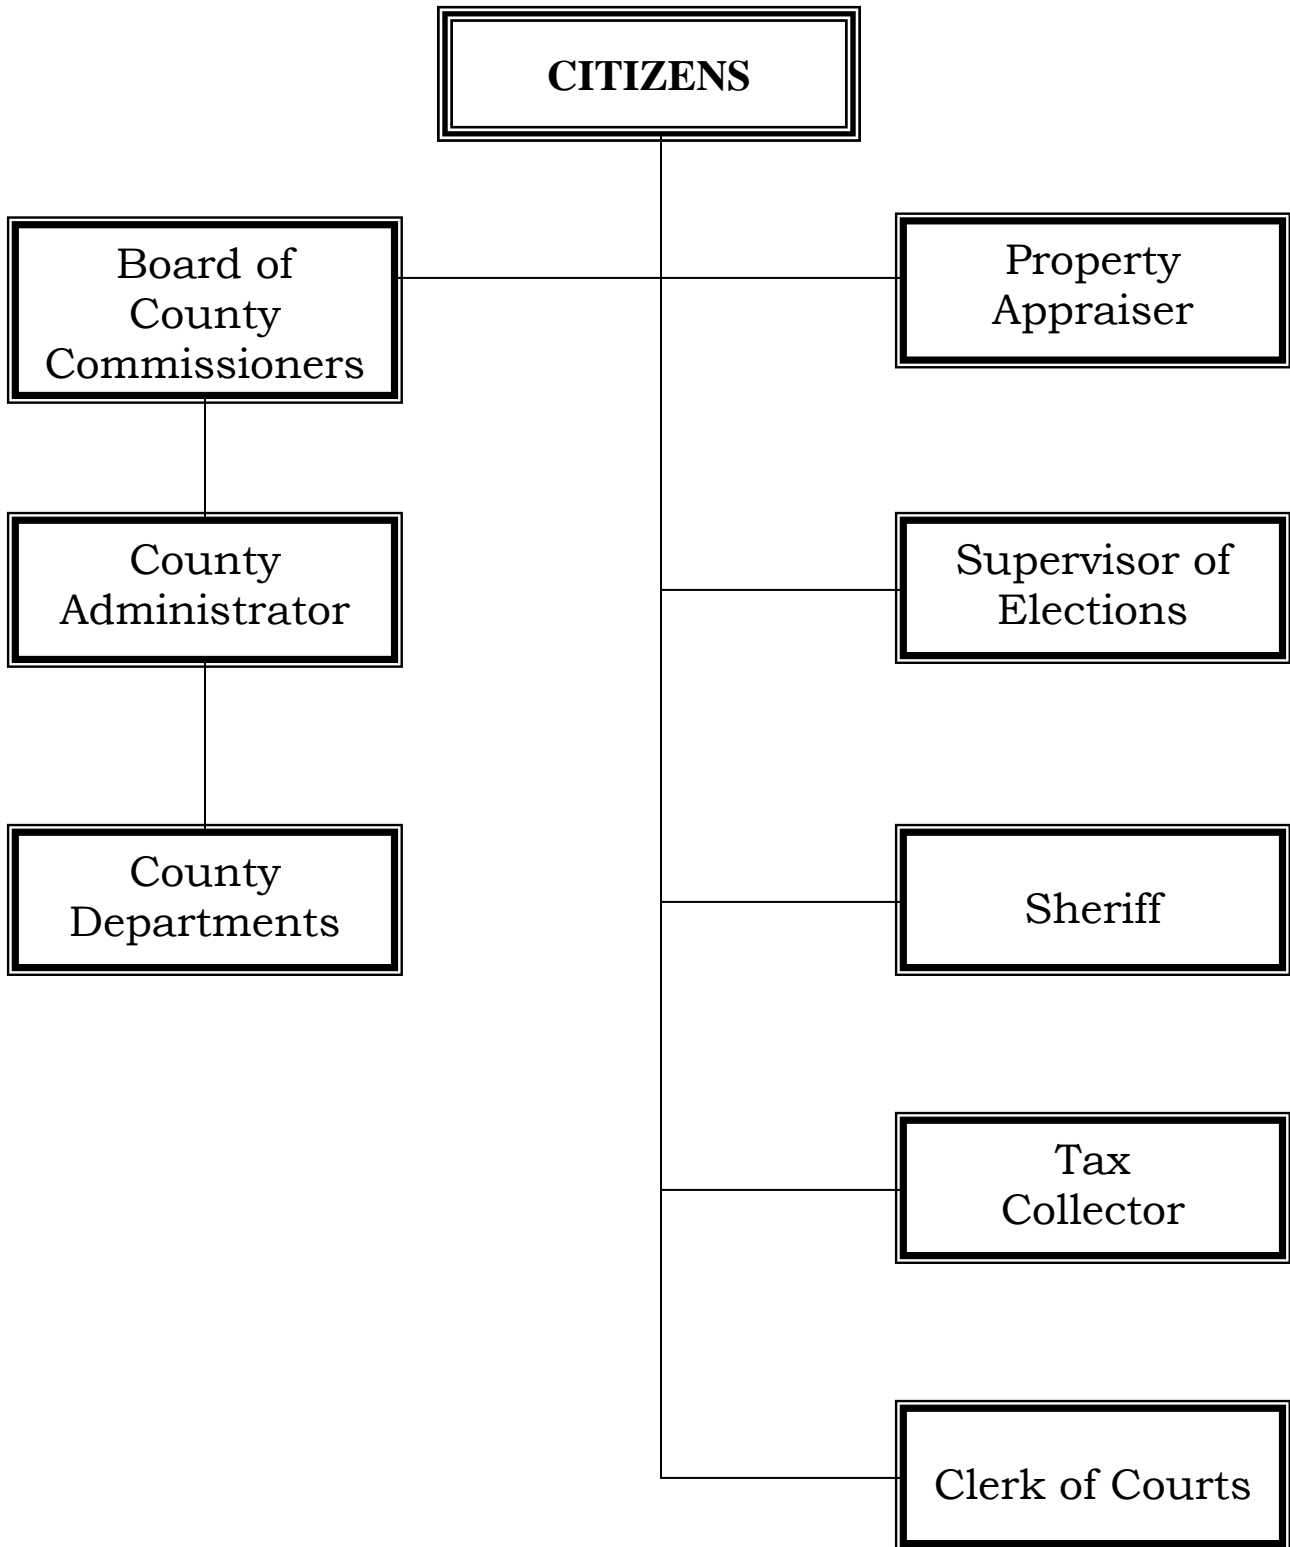 CITIZENS
Board of
County
Commissioners
Property
Appraiser
County
Administrator
Supervisor of
Elections
County
Departments
Sheriff
Tax
Collector
Clerk of Courts